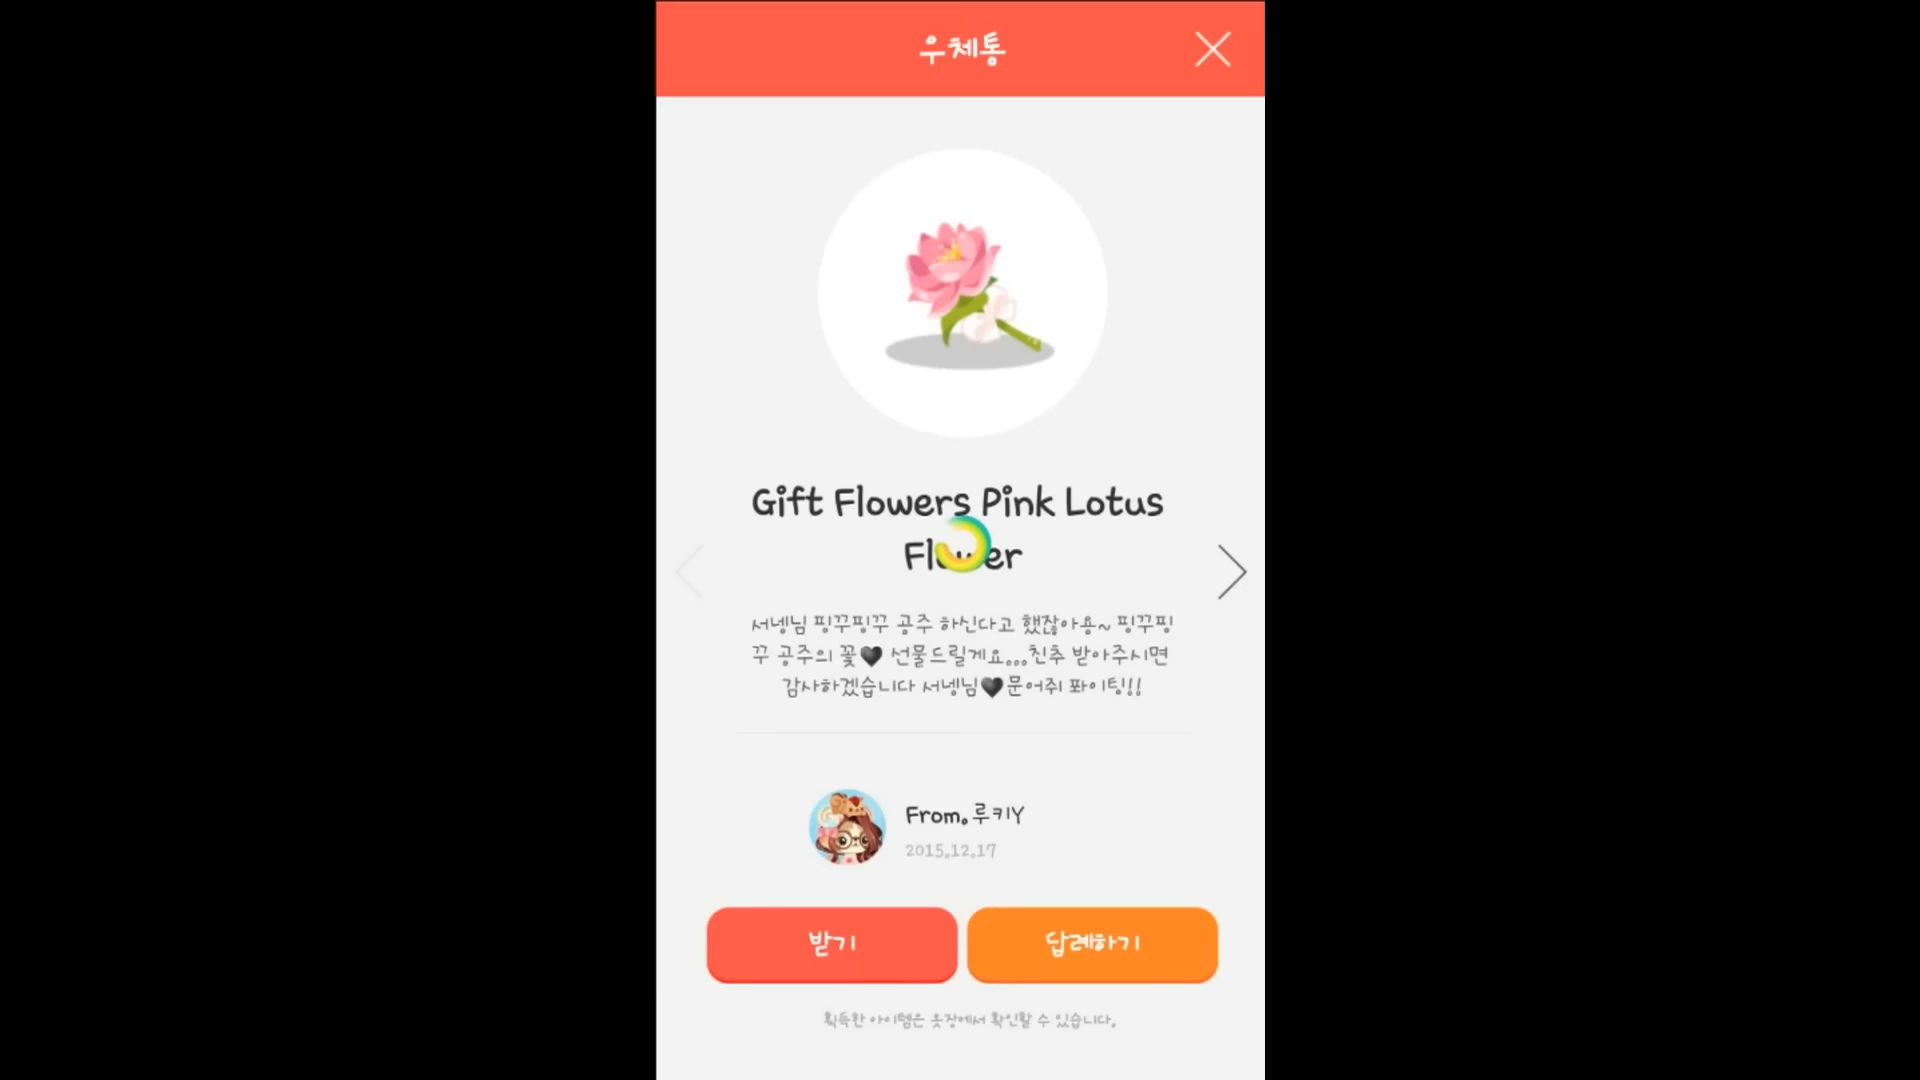 우체통
Gift Flowers Pink Lotus
Flower
서넹님 핑꾸핑꾸 공주 하신다고 했잖아용~ 핑꾸핑
꾸 공주의 꽃🖤 선물드릴게요...친추 받아주시면
감사하겠습니다 서넹님🖤문어쥐 퐈이팅!!
From.루키Y
2015.12.17
받기
답례하기
획득한 아이템은 옷장에서 확인할 수 있습니다.